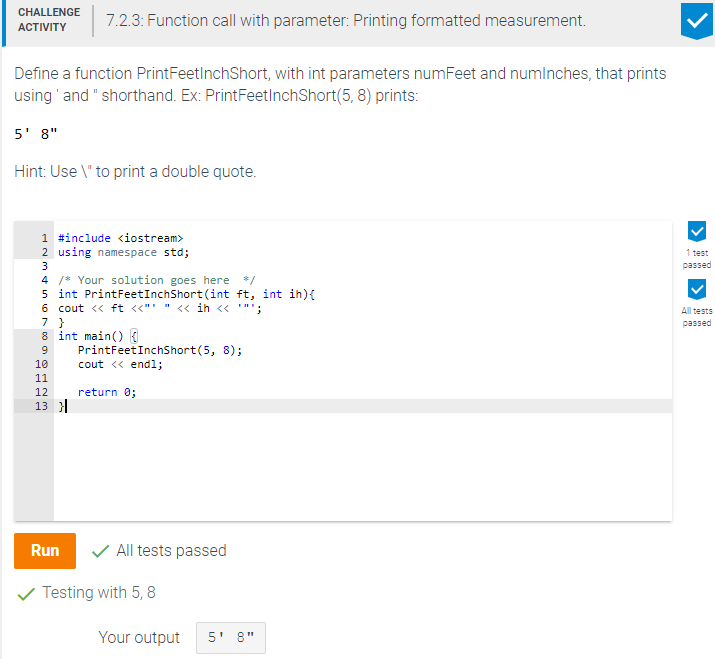 CHALLENGE
ACTIVITY
7.2.3: Function call with parameter: Printing formatted measurement.
Define a function PrintFeetInchShort, with int parameters numFeet and numInches, that prints
using ' and " shorthand. Ex: PrintFeetInchShort(5, 8) prints:
5' 8"
Hint: Use \" to print a double quote.
1 #include <iostream>
2 using namespace std;
3
4 /* Your solution goes here  */
5 int PrintFeetInchShort(int ft, int ih){
6 cout << ft <<"' " << ih << '"';
7 }
8 int main() {
9    PrintFeetInchShort(5, 8);
10    cout << endl;
11
12    return 0;
13 }
1 test
passed
All tests
passed
Run
All tests passed
Testing with 5, 8
Your output
5' 8"